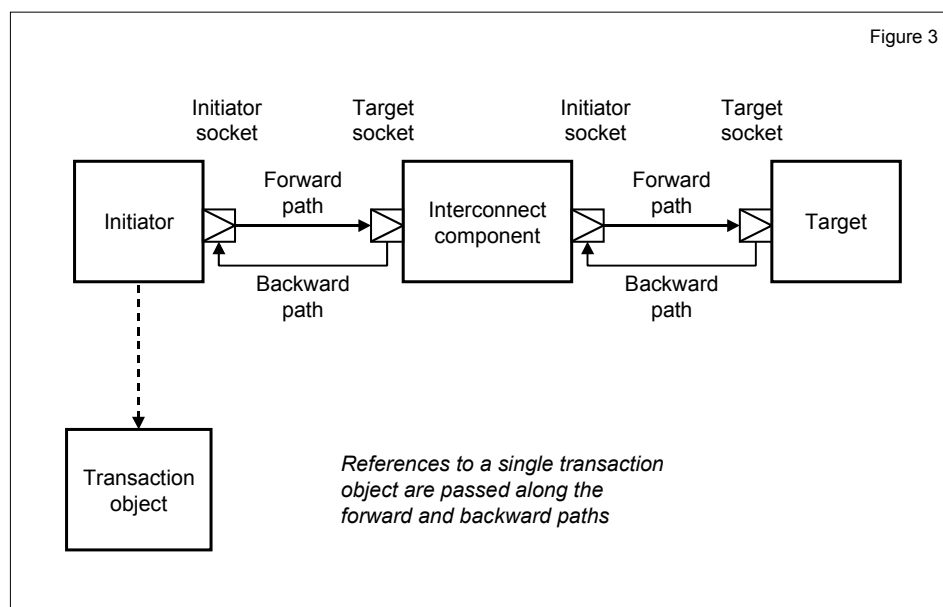 Figure 3
Initiator
socket
Target
socket
Initiator
socket
Target
socket
Initiator
Forward
path
Backward
path
Interconnect
component
Forward
path
Backward
path
Target
Transaction
object
References to a single transaction
object are passed along the
forward and backward paths